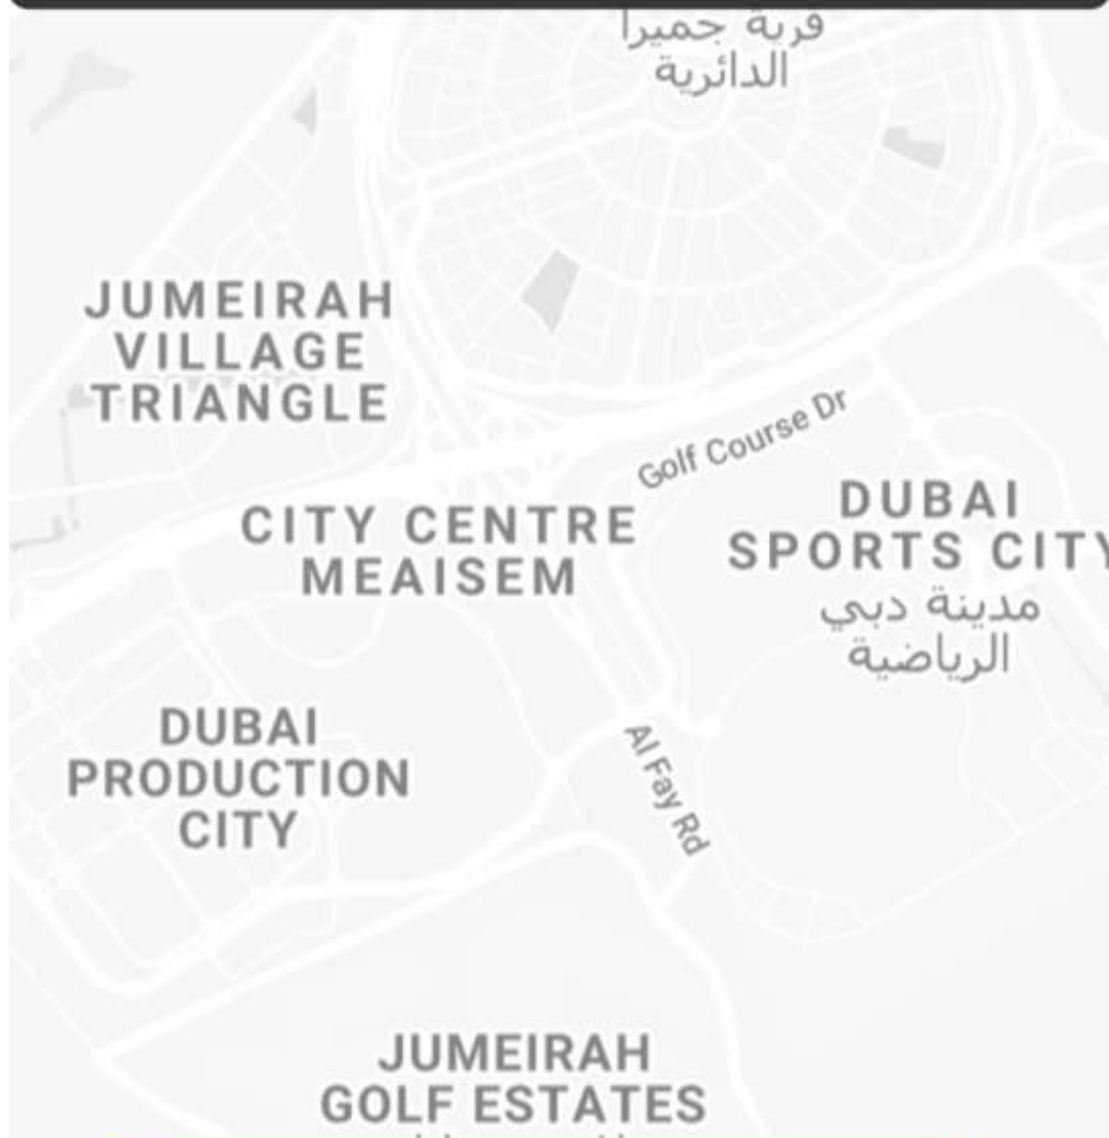 قرية جميرا
الدائرية
JUMEIRAH
VILLAGE
TRIANGLE
Golf Course Dr
CITY CENTRE
MEAISEM
DUBAI
SPORTS CITY
مدينة دبي
الرياضية
DUBAI
PRODUCTION
CITY
Al Fay Rd
JUMEIRAH
GOLF ESTATES